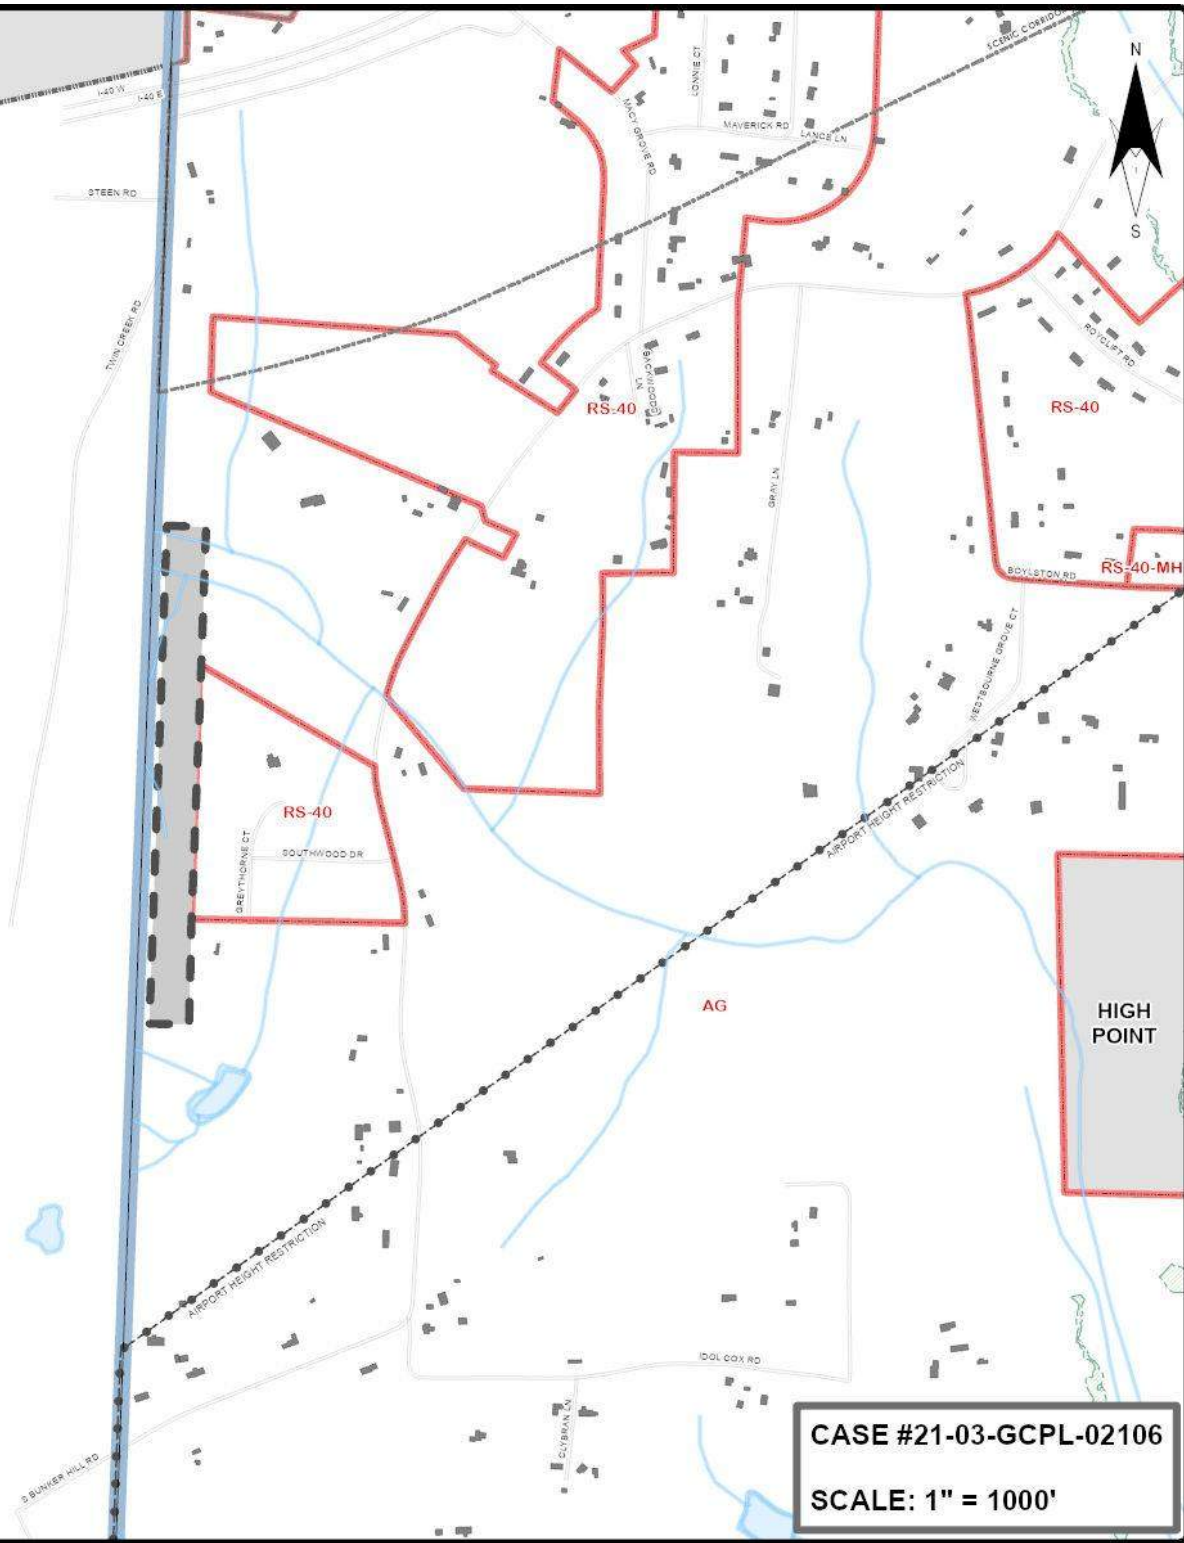 SCENIC CORRIDOR
N
LONNIE CT
I-40 W
I-40 E
MACY GROVE RD
MAVERICK RD
LANCE LN
STEEN RD
S
TWIN CREEK RD
ROYCLIFT RD
BACKWOODS
LN
RS-40
RS-40
GRAY LN
RS-40-MH
BOYLSTON RD
WESTBOURNE GROVE CT
AIRPORT HEIGHT RESTRICTION
RS-40
GREYTHORNE CT
SOUTHWOOD DR
AG
HIGH
POINT
AIRPORT HEIGHT RESTRICTION
IDOL COX RD
CLYBRAN LN
S BUNKER HILL RD
CASE #21-03-GCPL-02106
SCALE: 1" = 1000'